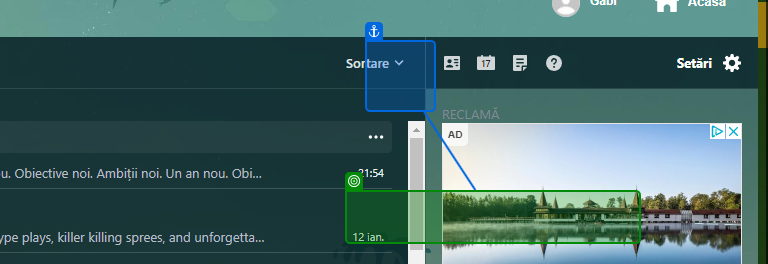 Gabi
Acasă
Sortare
17
?
Setări
RECLAMĂ
AD
u. Obiective noi. Ambiții noi. Un an nou. Obi...
21:54
ype plays, killer killing sprees, and unforgetta...
12 ian.